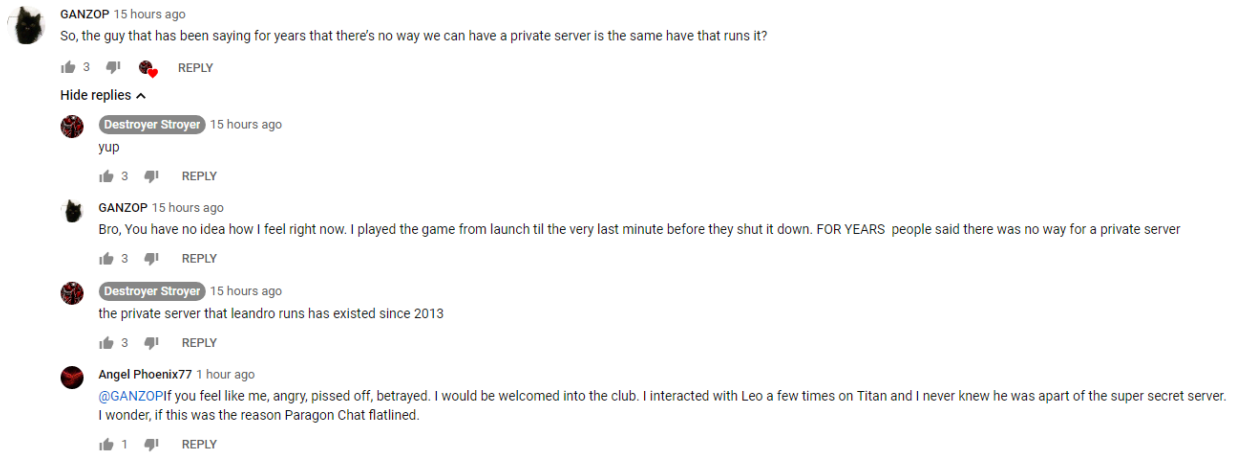 GANZOP 15 hours ago
So, the guy that has been saying for years that there's no way we can have a private server is the same have that runs it?
3 REPLY
Hide replies
Destroyer Stroyer 15 hours ago
yup
3 REPLY
GANZOP 15 hours ago
Bro, You have no idea how I feel right now. I played the game from launch til the very last minute before they shut it down. FOR YEARS people said there was no way for a private server
3 REPLY
Destroyer Stroyer 15 hours ago
the private server that leandro runs has existed since 2013
3 REPLY
Angel Phoenix77 1 hour ago
@GANZOPIf you feel like me, angry, pissed off, betrayed. I would be welcomed into the club. I interacted with Leo a few times on Titan and I never knew he was apart of the super secret server.
I wonder, if this was the reason Paragon Chat flatlined.
1 REPLY